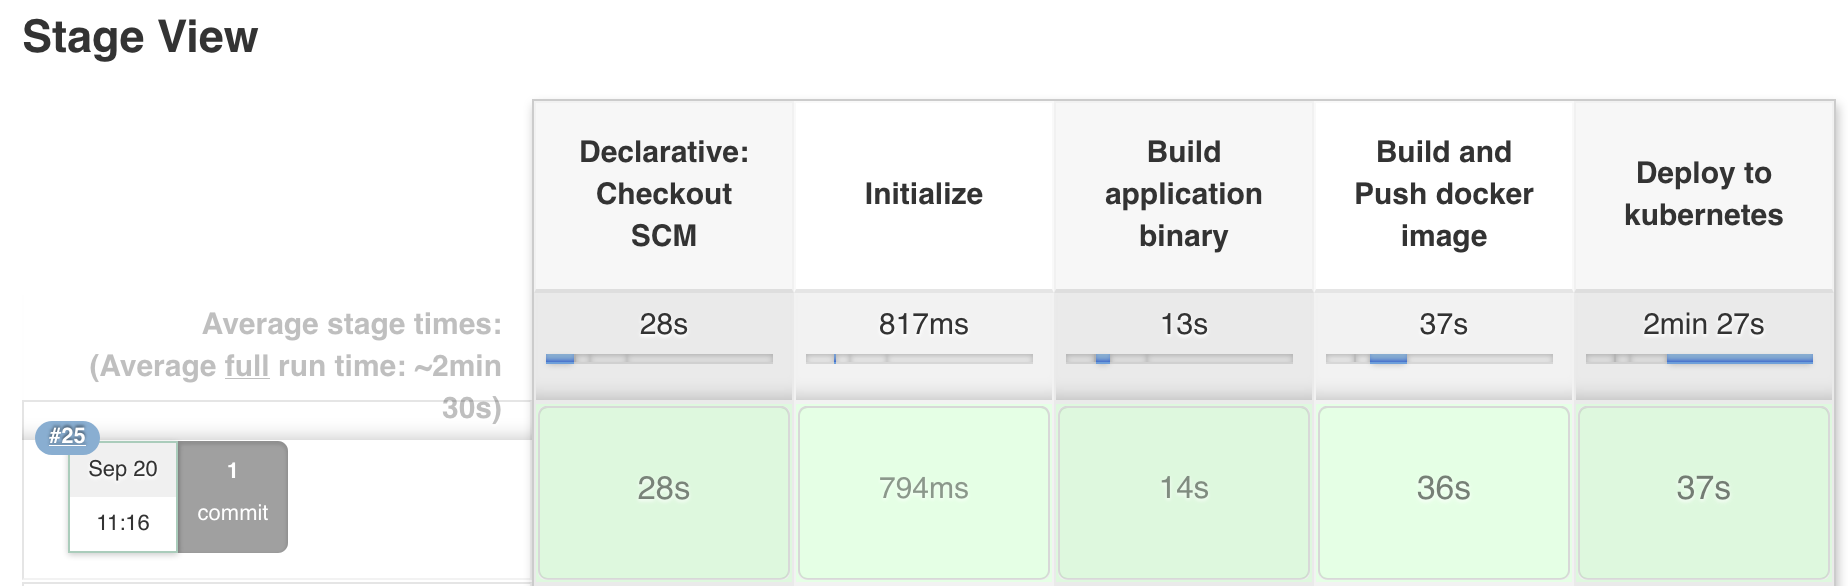 Stage View
Declarative:
Checkout
SCM
Initialize
Build
application
binary
Build and
Push docker
image
Deploy to
kubernetes
Average stage times:
(Average full run time: ~2min
30s)
28s
817ms
13s
37s
2min 27s
#25
Sep 20
11:16
1
commit
28s
794ms
14s
36s
37s